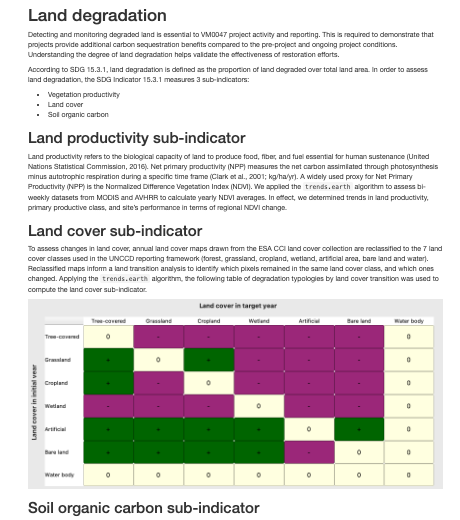 Land degradation
Detecting and monitoring degraded land is essential to VM0047 project activity and reporting. This is required to demonstrate that
projects provide additional carbon sequestration benefits compared to the pre-project and ongoing project conditions.
Understanding the degree of land degradation helps validate the effectiveness of restoration efforts.
According to SDG 15.3.1, land degradation is defined as the proportion of land degraded over total land area. In order to assess
land degradation, the SDG Indicator 15.3.1 measures 3 sub-indicators:
• Vegetation productivity
• Land cover
• Soil organic carbon
Land productivity sub-indicator
Land productivity refers to the biological capacity of land to produce food, fiber, and fuel essential for human sustenance (United
Nations Statistical Commission, 2016). Net primary productivity (NPP) measures the net carbon assimilated through photosynthesis
minus autotrophic respiration during a specific time frame (Clark et al., 2001; kg/ha/yr). A widely used proxy for Net Primary
Productivity (NPP) is the Normalized Difference Vegetation Index (NDVI). We applied the trends.earth algorithm to assess bi-
weekly datasets from MODIS and AVHRR to calculate yearly NDVI averages. In effect, we determined trends in land productivity,
primary productive class, and site's performance in terms of regional NDVI change.
Land cover sub-indicator
To assess changes in land cover, annual land cover maps drawn from the ESA CCI land cover collection are reclassified to the 7 land
cover classes used in the UNCCD reporting framework (forest, grassland, cropland, wetland, artificial area, bare land and water).
Reclassified maps inform a land transition analysis to identify which pixels remained in the same land cover class, and which ones
changed. Applying the trends.earth algorithm, the following table of degradation typologies by land cover transition was used to
compute the land cover sub-indicator.
Land cover in target year
Tree-covered Grassland Cropland Wetland Artificial Bare land Water body
Land cover in initial year
Tree-covered 0 - - - - - 0
Grassland + 0 + - - - 0
Cropland + - 0 - - - 0
Wetland - - - 0 - - 0
Artificial + + + + 0 + 0
Bare land + + + + - 0 0
Water body 0 0 0 0 0 0 0
Soil organic carbon sub-indicator